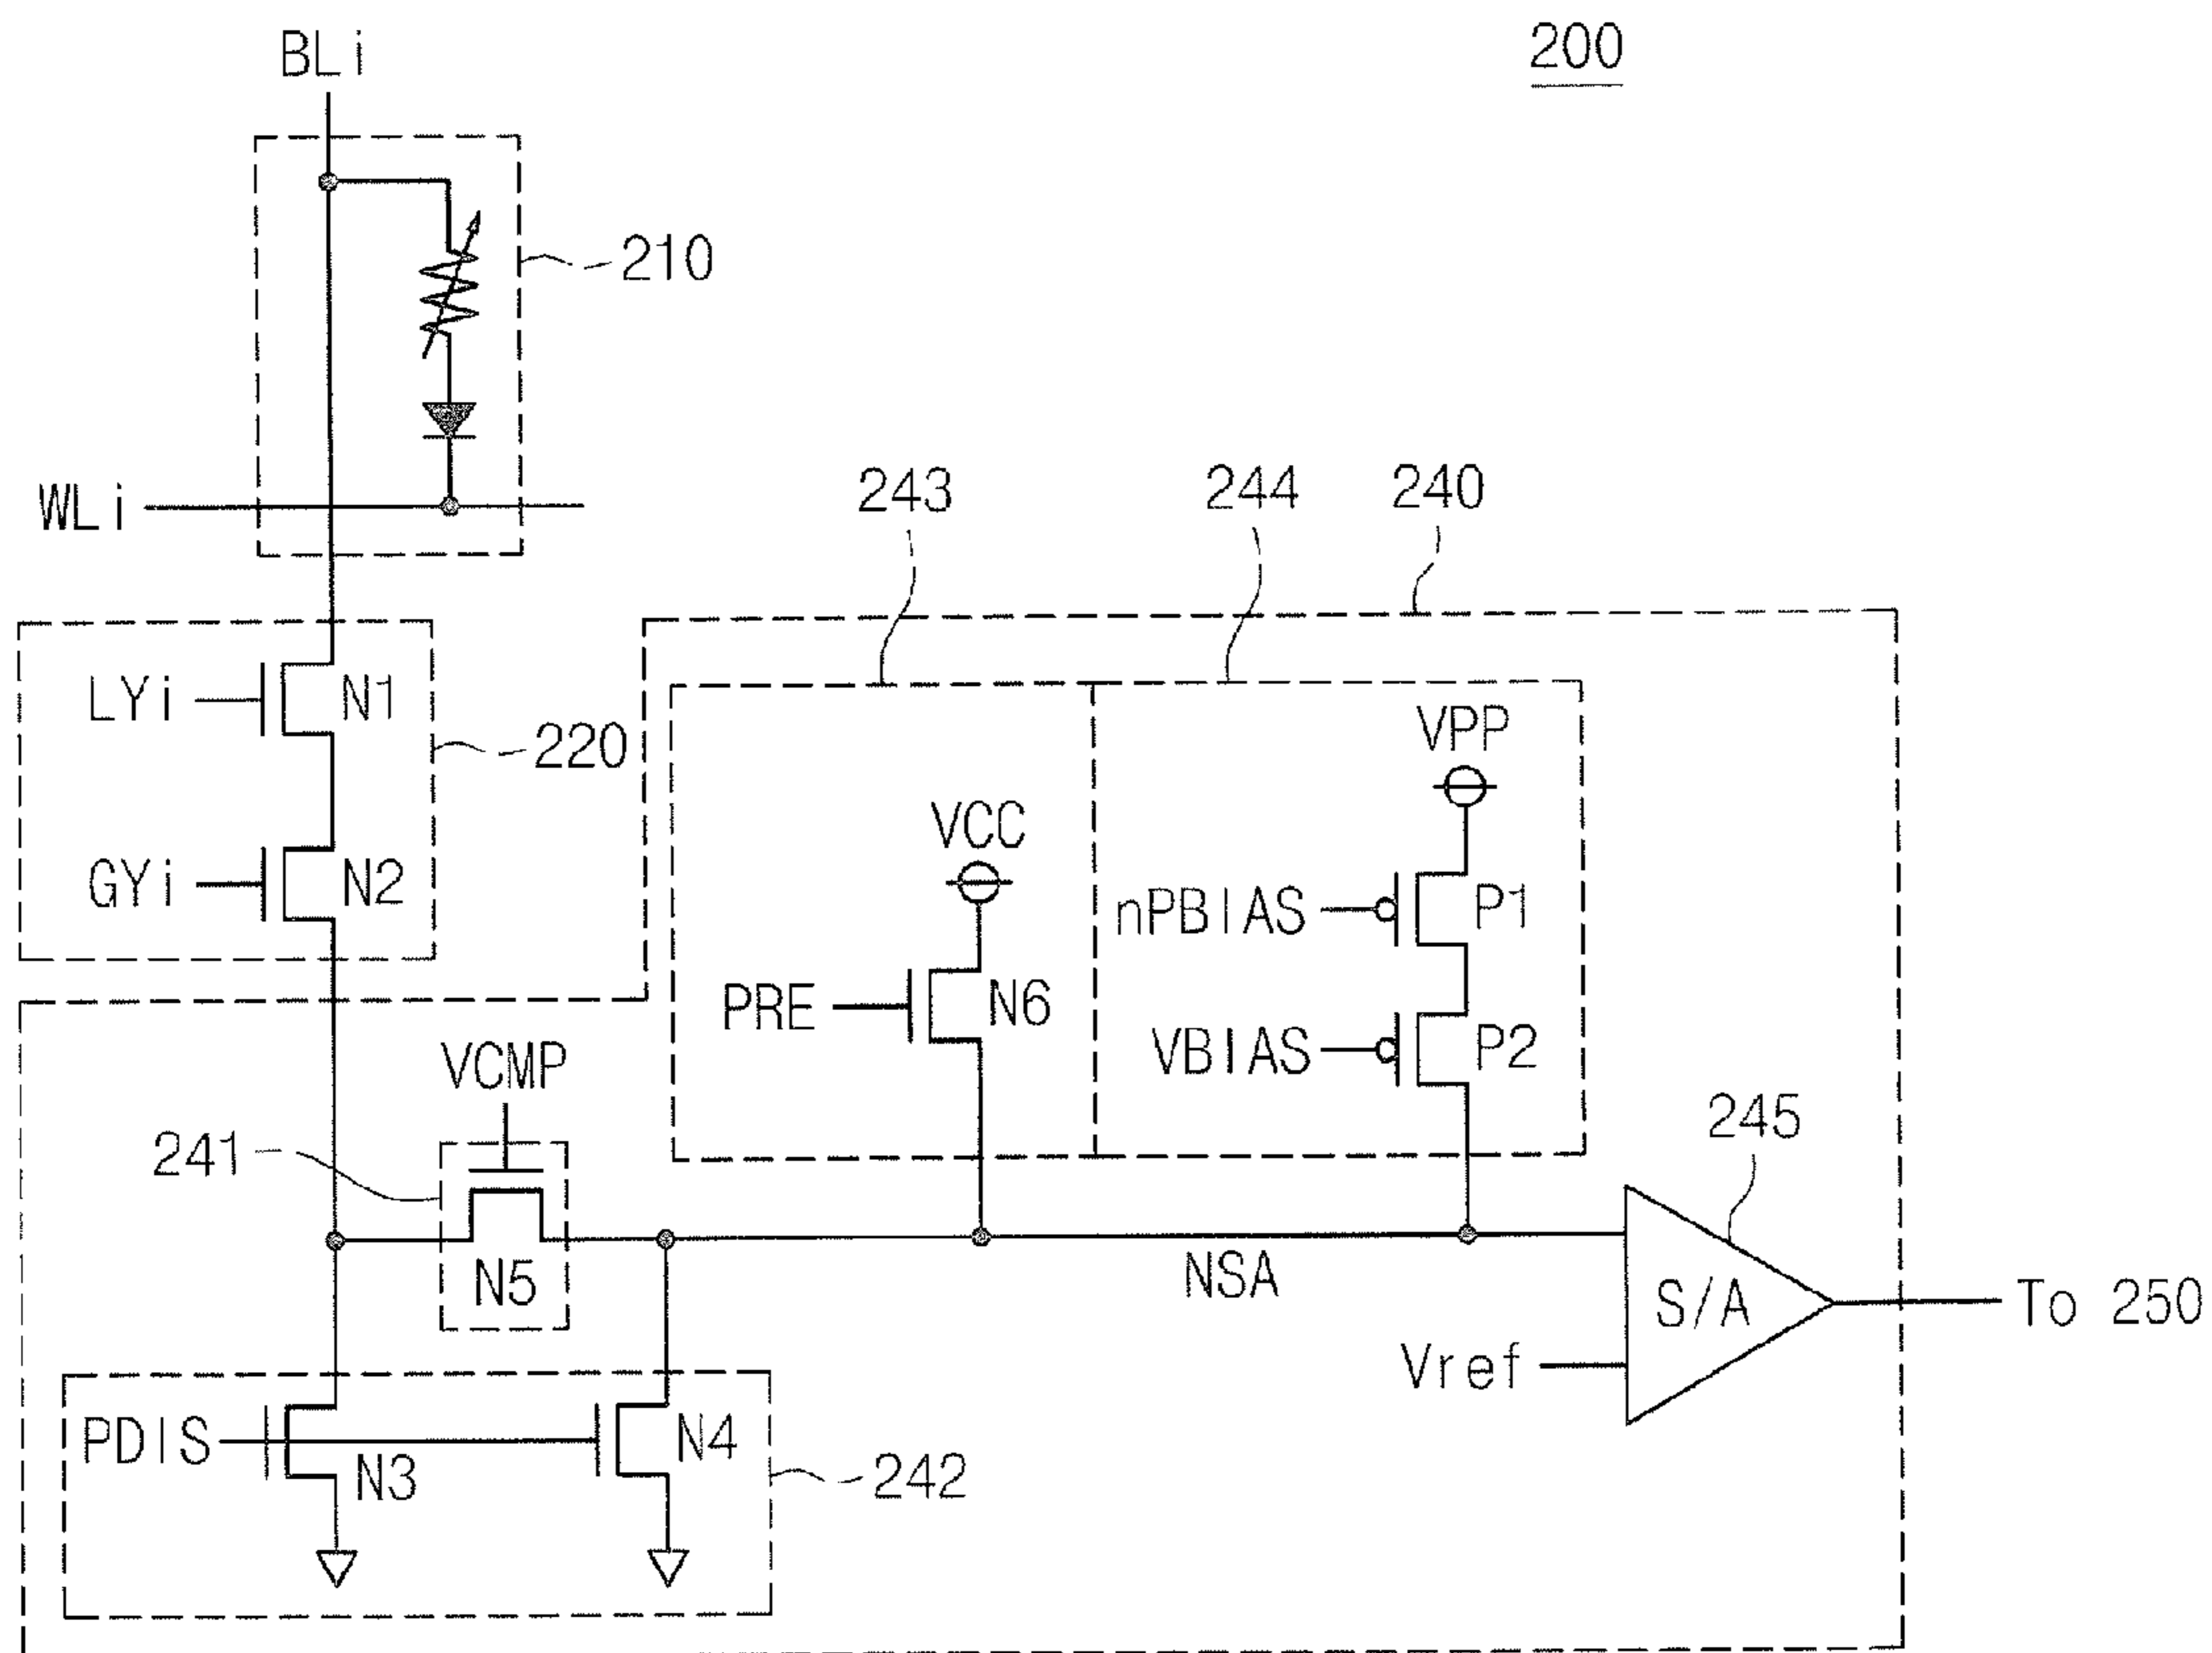 BLi
200
210
WLi
243
244
240
LYi
N1
220
VPP
VCC
GYi
N2
nPBIAS
P1
PRE
N6
VBIAS
P2
VCMP
241
245
N5
NSA
S/A
To 250
Vref
PDIS
N3
N4
242